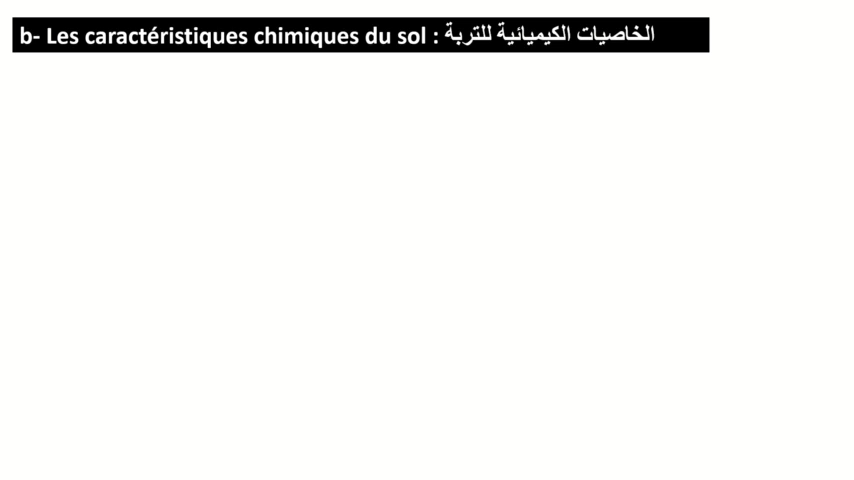 b- Les caractéristiques chimiques du sol : الخاصيات الكيميائية للتربة